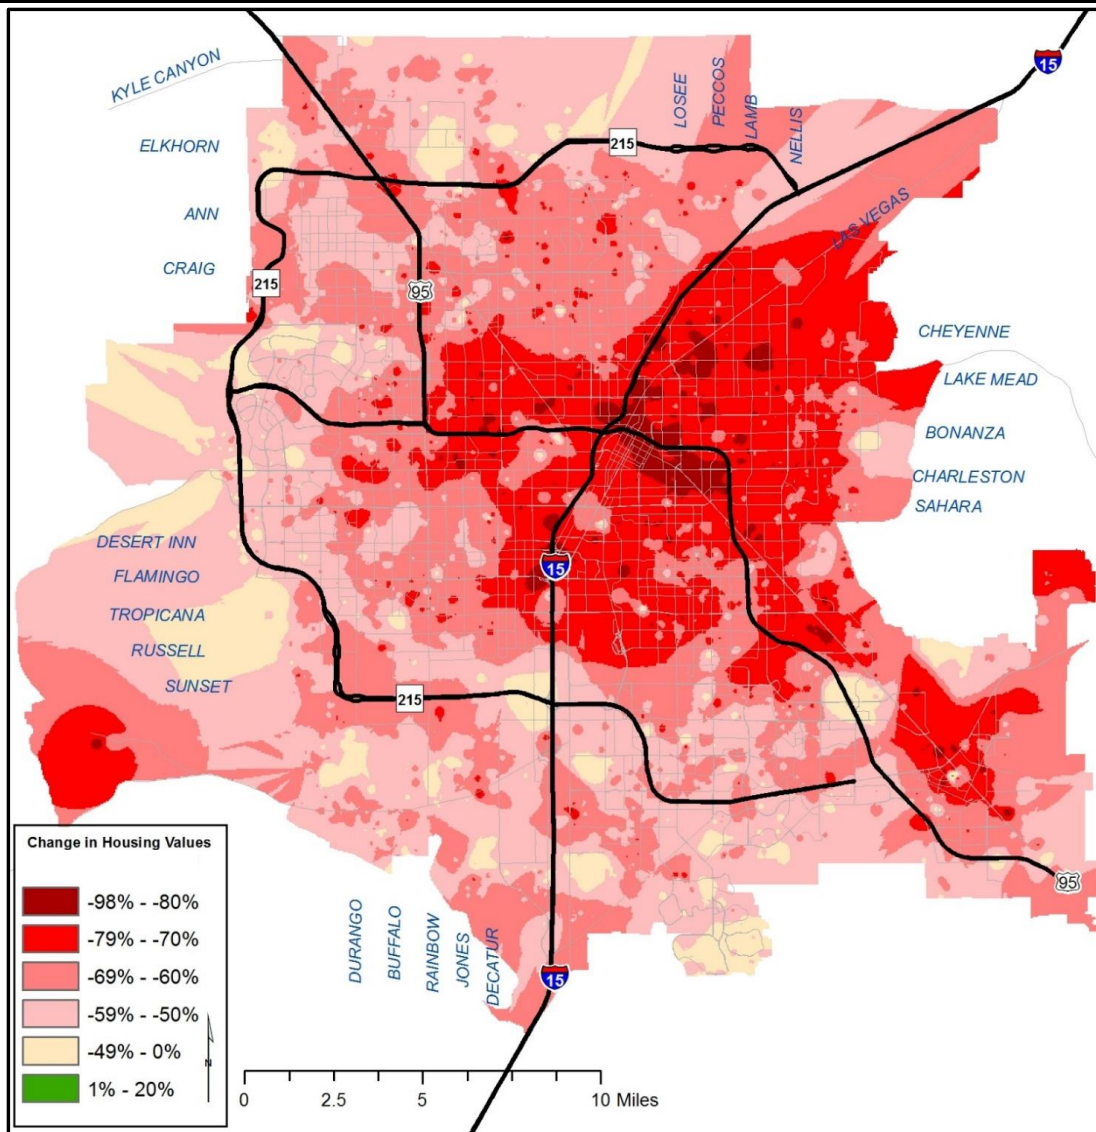 KYLE CANYON
ELKHORN
ANN
CRAIG
LOSEE
PECCOS
LAMB
NELLIS
15
215
LAS VEGAS
215
95
CHEYENNE
LAKE MEAD
BONANZA
CHARLESTON
SAHARA
DESERT INN
FLAMINGO
TROPICANA
RUSSELL
SUNSET
15
215
95
DURANGO
BUFFALO
RAINBOW
JONES
DECATUR
15
Change in Housing Values
-98% - -80%
-79% - -70%
-69% - -60%
-59% - -50%
-49% - 0%
1% - 20%
N
0 2.5 5 10 Miles